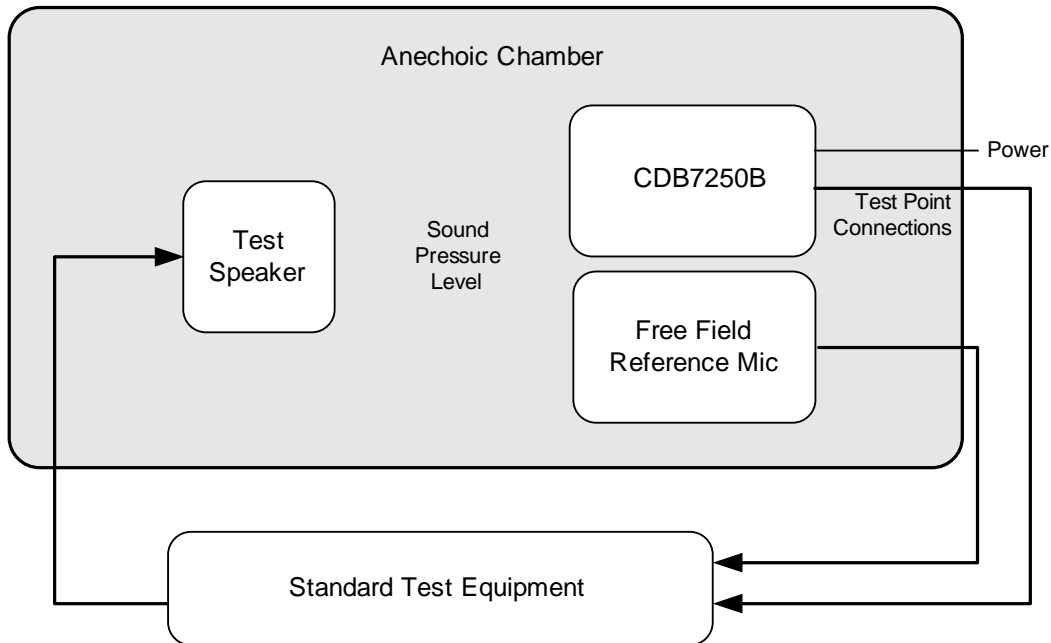 Anechoic Chamber
CDB7250B
Power
Test Point
Connections
Test
Speaker
Sound
Pressure
Level
Free Field
Reference Mic
Standard Test Equipment